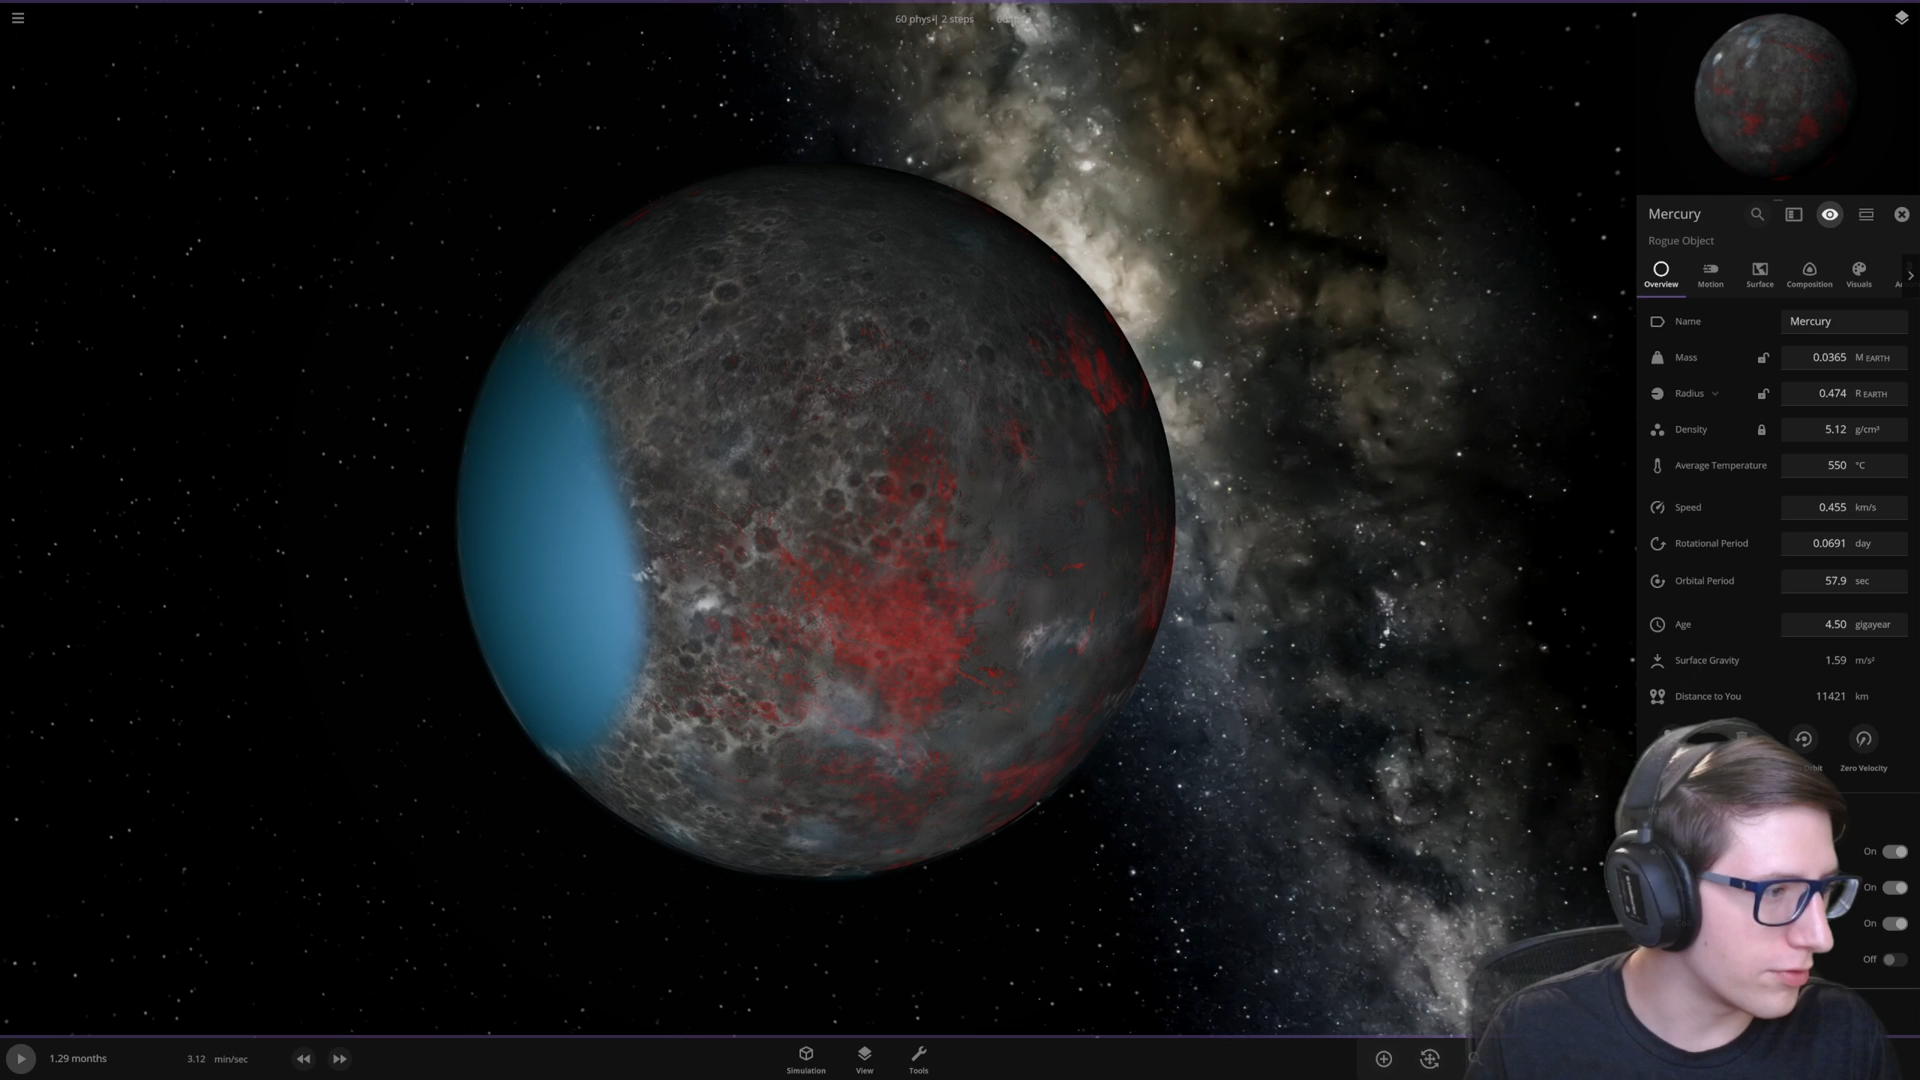 60 phys | 2 steps
Mercury
Rogue Object
Overview Motion Surface Composition Visuals
Name Mercury
Mass 0.0365 M EARTH
Radius 0.474 R EARTH
Density 5.12 g/cm³
Average Temperature 550 °C
Speed 0.455 km/s
Rotational Period 0.0691 day
Orbital Period 57.9 sec
Age 4.50 gigayear
Surface Gravity 1.59 m/s²
Distance to You 11421 km
Zero Velocity
On
On
On
Off
1.29 months 3.12 min/sec
Simulation View Tools